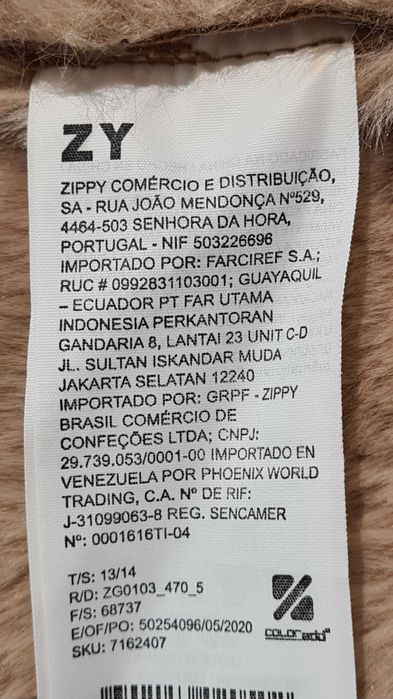 ZY
ZIPPY COMÉRCIO E DISTRIBUIÇÃO,
SA - RUA JOÃO MENDONÇA Nº529,
4464-503 SENHORA DA HORA,
PORTUGAL - NIF 503226696
IMPORTADO POR: FARCIREF S.A.;
RUC # 0992831103001; GUAYAQUIL
– ECUADOR PT FAR UTAMA
INDONESIA PERKANTORAN
GANDARIA 8, LANTAI 23 UNIT C-D
JL. SULTAN ISKANDAR MUDA
JAKARTA SELATAN 12240
IMPORTADO POR: GRPF - ZIPPY
BRASIL COMÉRCIO DE
CONFEÇÕES LTDA; CNPJ:
29.739.053/0001-00 IMPORTADO EN
VENEZUELA POR PHOENIX WORLD
TRADING, C.A. Nº DE RIF:
J-31099063-8 REG. SENCAMER
Nº: 0001616TI-04
T/S: 13/14
R/D: ZG0103_470_5
F/S: 68737
E/OF/PO: 50254096/05/2020
SKU: 7162407
COLORADD